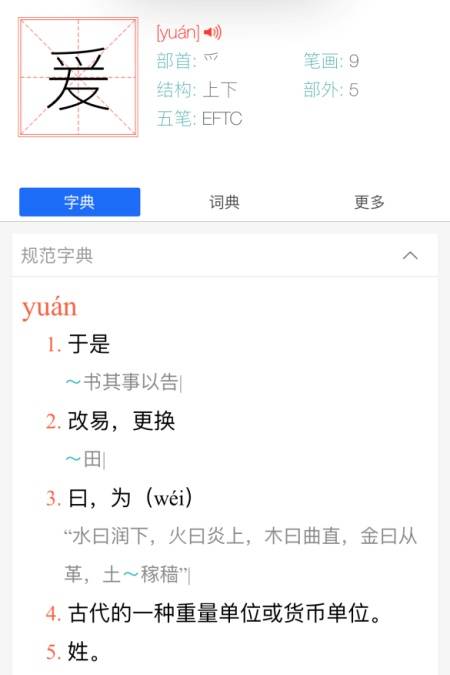 爰
[yuán]
部首: 爫 笔画: 9
结构: 上下 部外: 5
五笔: EFTC
字典 词典 更多
规范字典
yuán
1. 于是
～书其事以告|
2. 改易，更换
～田|
3. 曰，为（wéi）
“水曰润下，火曰炎上，木曰曲直，金曰从
革，土～稼穑”|
4. 古代的一种重量单位或货币单位。
5. 姓。